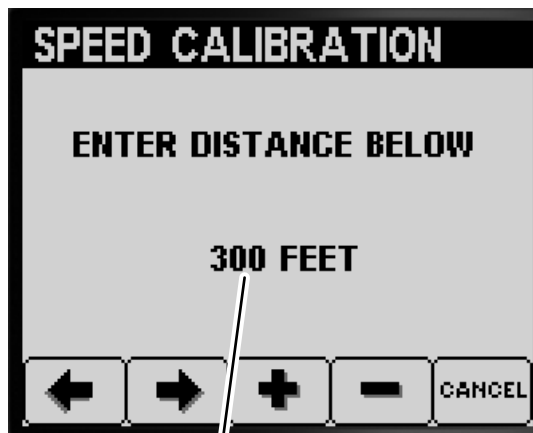 SPEED CALIBRATION
ENTER DISTANCE BELOW
300 FEET
CANCEL